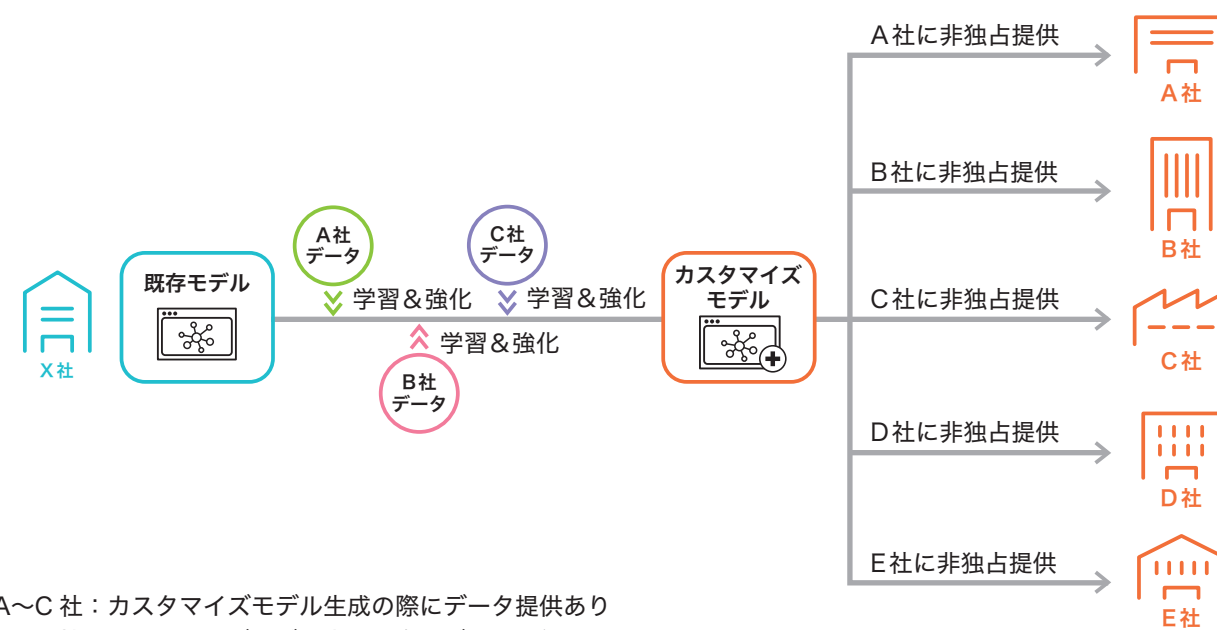 A社に非独占提供
A社
B社に非独占提供
B社
A社
データ
C社
データ
C社に非独占提供
C社
既存モデル
カスタマイズ
モデル
学習&強化
学習&強化
学習&強化
X社
B社
データ
D社に非独占提供
D社
E社に非独占提供
E社
A〜C 社：カスタマイズモデル生成の際にデータ提供あり